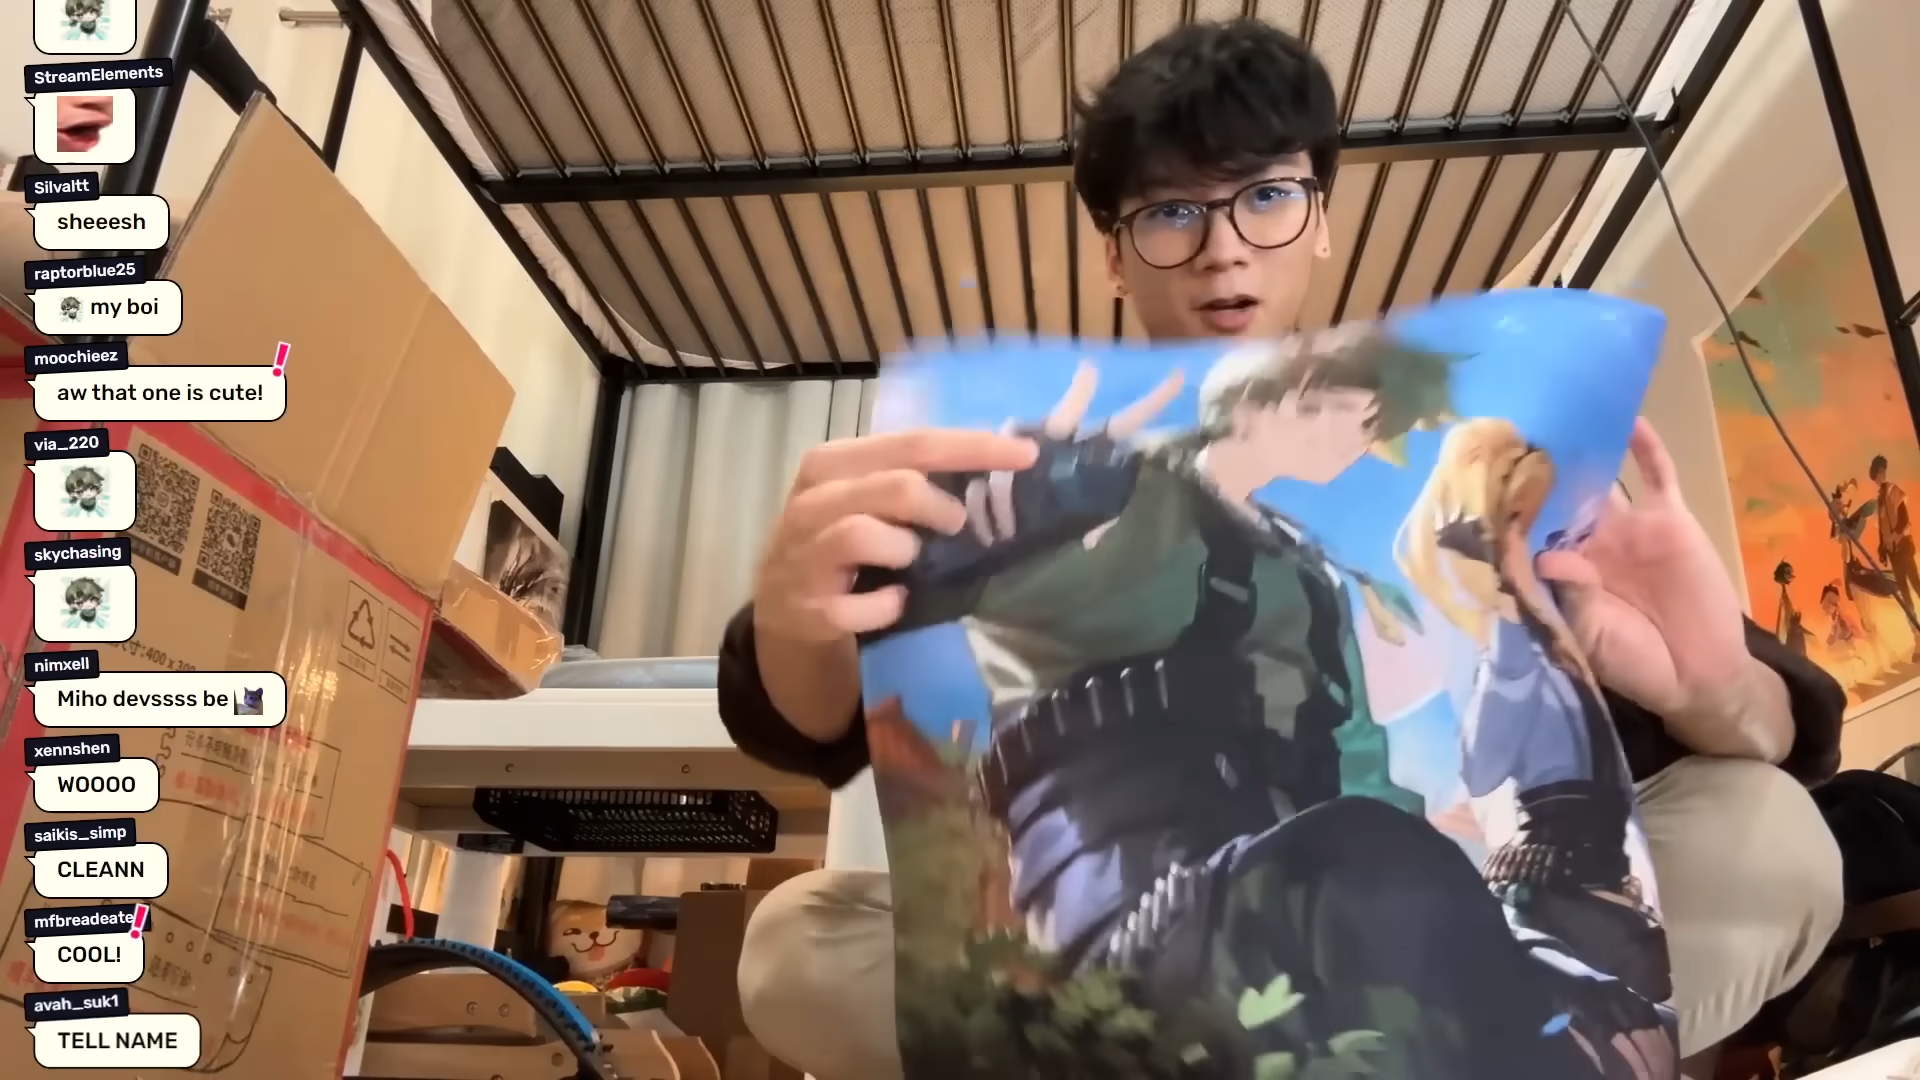 StreamElements
Silvaltt
sheeesh
raptorblue25
my boi
moochieez
aw that one is cute!
via_220
skychasing
nimxell
Miho devssss be
xennshen
WOOOO
saikis_simp
CLEANN
mfbreadeate
COOL!
avah_suk1
TELL NAME